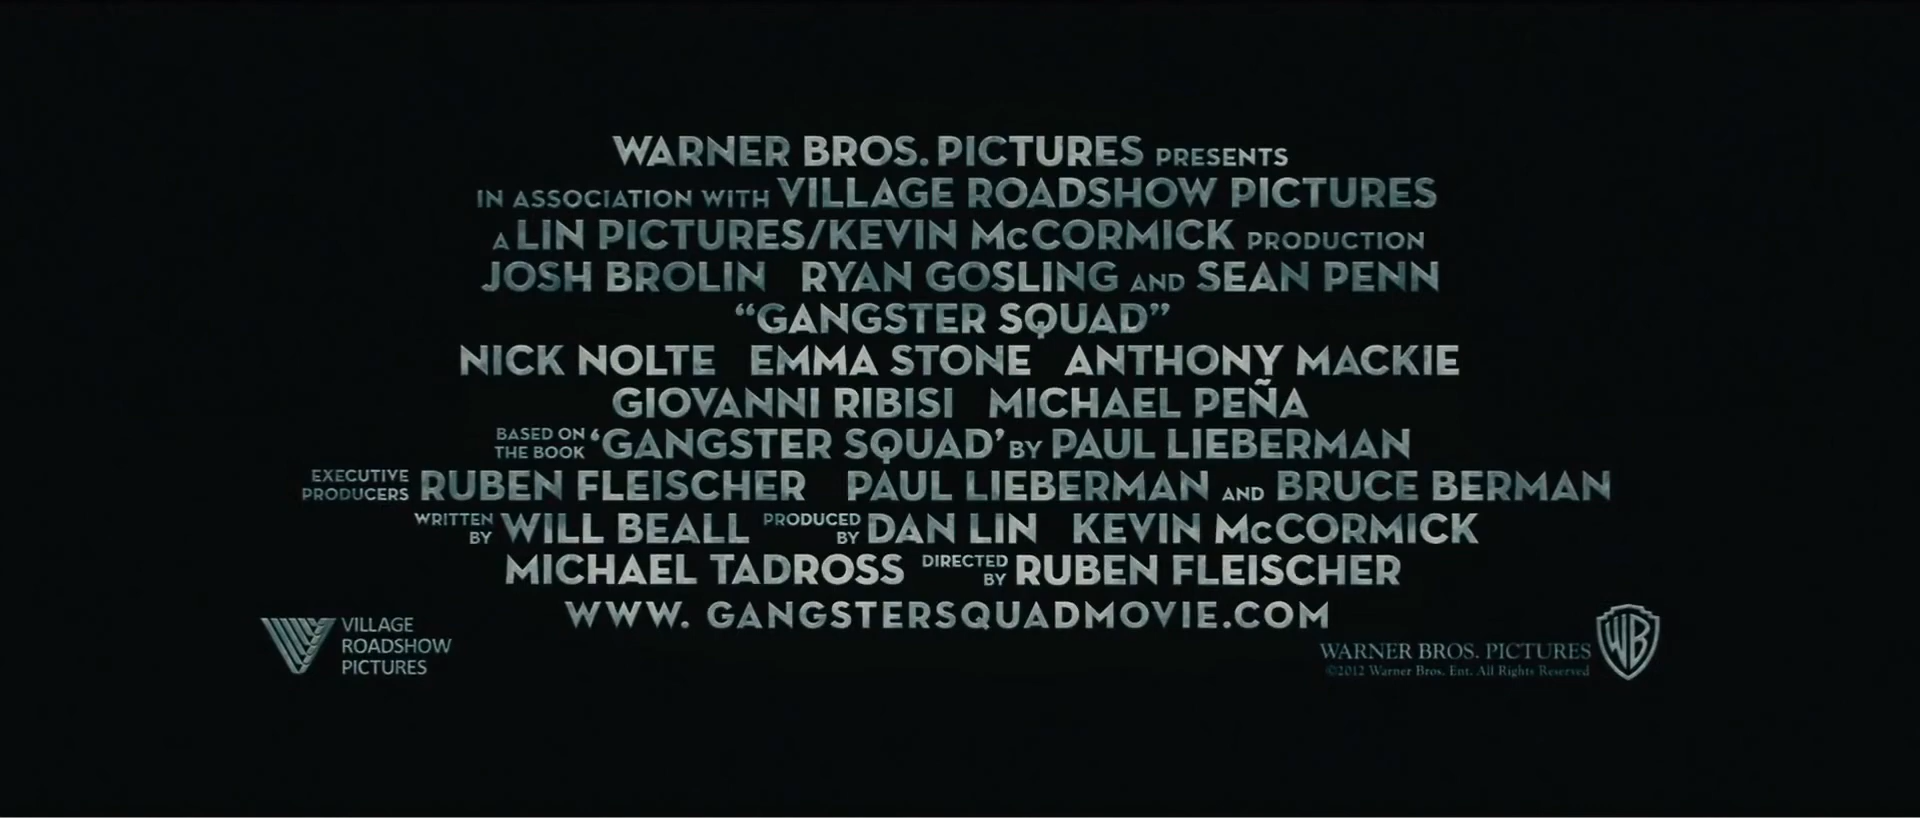 WARNER BROS. PICTURES PRESENTS
IN ASSOCIATION WITH VILLAGE ROADSHOW PICTURES
A LIN PICTURES/KEVIN McCORMICK PRODUCTION
JOSH BROLIN RYAN GOSLING AND SEAN PENN
“GANGSTER SQUAD”
NICK NOLTE EMMA STONE ANTHONY MACKIE
GIOVANNI RIBISI MICHAEL PEÑA
BASED ON THE BOOK ‘GANGSTER SQUAD’ BY PAUL LIEBERMAN
EXECUTIVE PRODUCERS RUBEN FLEISCHER PAUL LIEBERMAN AND BRUCE BERMAN
WRITTEN BY WILL BEALL PRODUCED BY DAN LIN KEVIN McCORMICK
MICHAEL TADROSS DIRECTED BY RUBEN FLEISCHER
WWW. GANGSTERSQUADMOVIE.COM
VILLAGE
ROADSHOW
PICTURES
WARNER BROS. PICTURES
©2012 Warner Bros. Ent. All Rights Reserved
WB